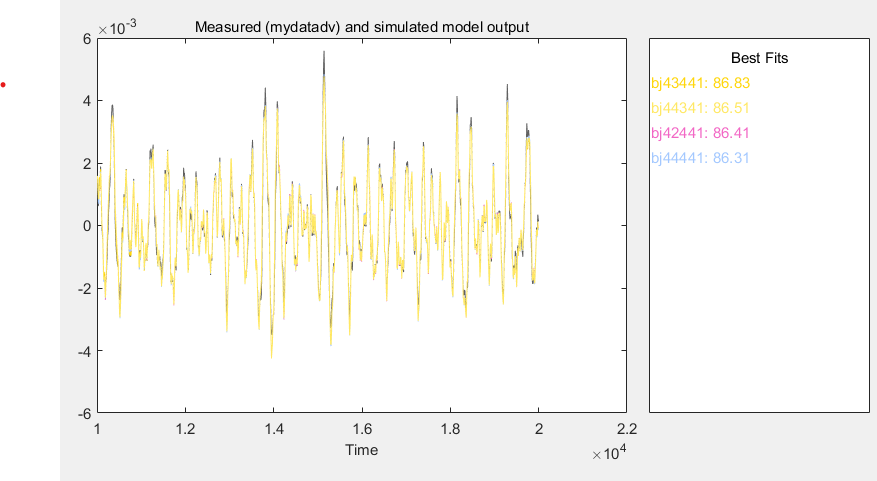 Measured (mydatadv) and simulated model output
×10-3
6
4
2
0
-2
-4
-6
1
1.2
1.4
1.6
1.8
2
2.2
Time
×104
Best Fits
bj43441: 86.83
bj44341: 86.51
bj42441: 86.41
bj44441: 86.31